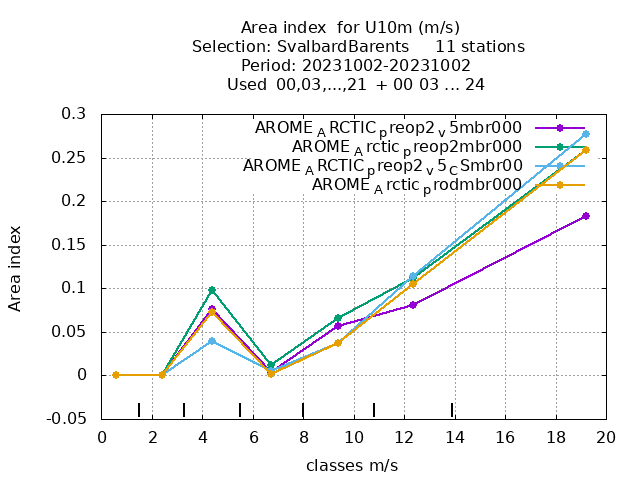 Area index  for U10m (m/s)
Selection: SvalbardBarents     11 stations
Period: 20231002-20231002
Used  00,03,...,21  + 00 03 ... 24
AROME_ARCTIC_preop2_v5mbr000
AROME_Arctic_preop2mbr000
AROME_ARCTIC_preop2_v5_CSmbr00
AROME_Arctic_prodmbr000
0.3
0.25
0.2
0.15
0.1
0.05
0
-0.05
Area index
0 2 4 6 8 10 12 14 16 18 20
classes m/s